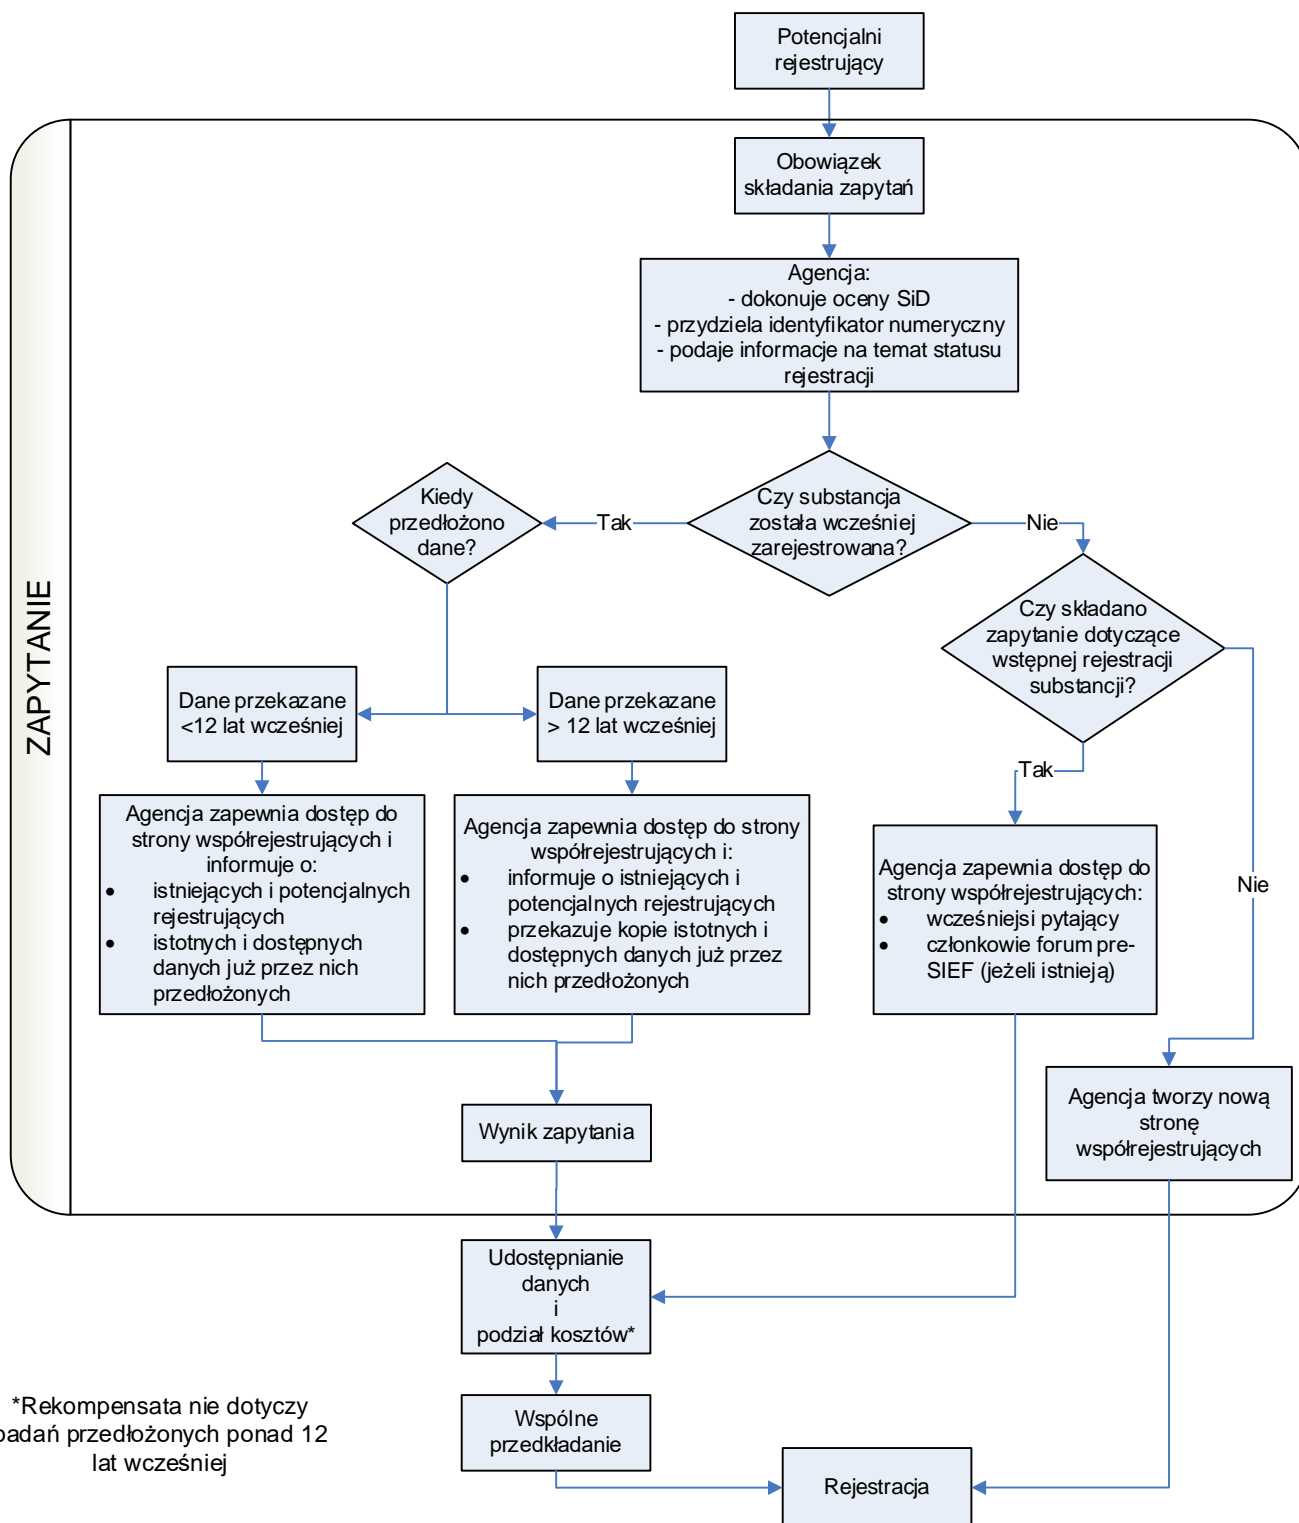 Potencjalni
rejestrujący
ZAPYTANIE
Obowiązek
składania zapytań
Agencja:
- dokonuje oceny SiD
- przydziela identyfikator numeryczny
- podaje informacje na temat statusu
rejestracji
Czy substancja
została wcześniej
zarejestrowana?
Tak
Nie
Kiedy
przedłożono
dane?
Czy składano
zapytanie dotyczące
wstępnej rejestracji
substancji?
Dane przekazane
<12 lat wcześniej
Dane przekazane
> 12 lat wcześniej
Tak
Nie
Agencja zapewnia dostęp do
strony współrejestrujących i
informuje o:
• istniejących i potencjalnych
rejestrujących
• istotnych i dostępnych
danych już przez nich
przedłożonych
Agencja zapewnia dostęp do strony
współrejestrujących i:
• informuje o istniejących i
potencjalnych rejestrujących
• przekazuje kopie istotnych i
dostępnych danych już przez
nich przedłożonych
Agencja zapewnia dostęp do
strony współrejestrujących:
• wcześniejsi pytający
• członkowie forum pre-
SIEF (jeżeli istnieją)
Agencja tworzy nową
stronę
współrejestrujących
Wynik zapytania
Udostępnianie
danych
i
podział kosztów*
Wspólne
przedkładanie
Rejestracja
*Rekompensata nie dotyczy
badań przedłożonych ponad 12
lat wcześniej